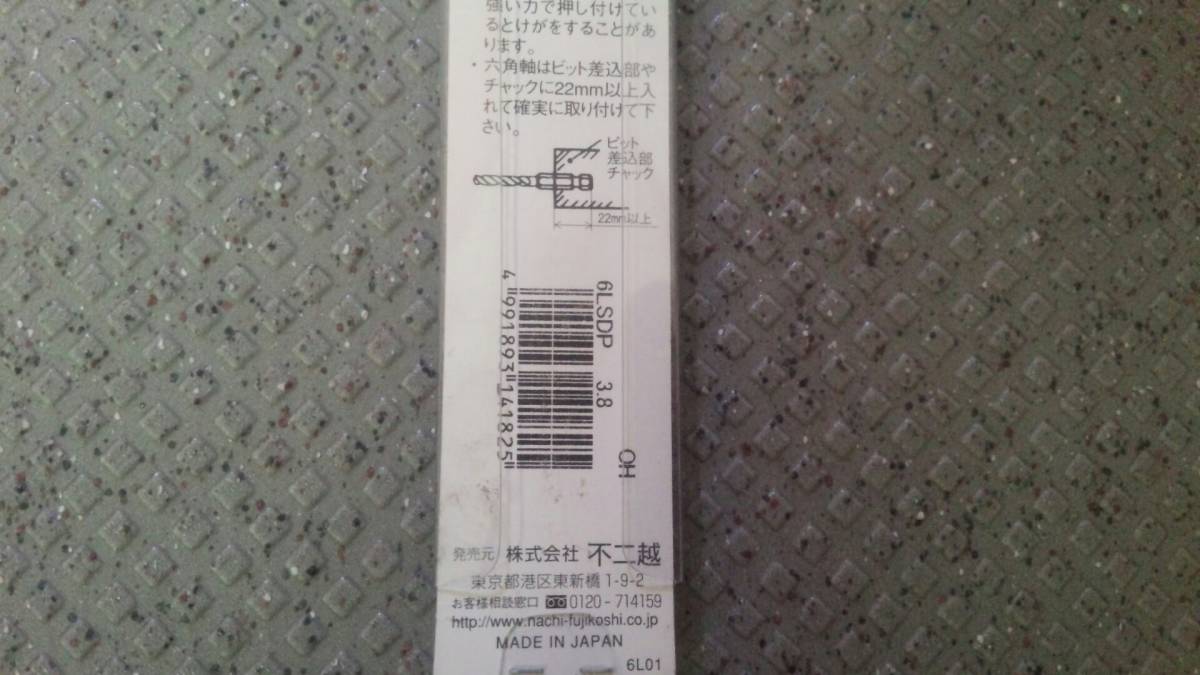 強い力で押し付けてい
るとけがをすることがあ
ります。
・六角軸はビット差込部や
チャックに22mm以上入
れて確実に取り付けて下
さい。
ビット
差込部
チャック
22mm以上
6LSDP 3.8
4 991893 141825
OH
発売元 株式会社 不二越
東京都港区東新橋1-9-2
お客様相談窓口 0120-714159
http://www.nachi-fujikoshi.co.jp
MADE IN JAPAN
6L01